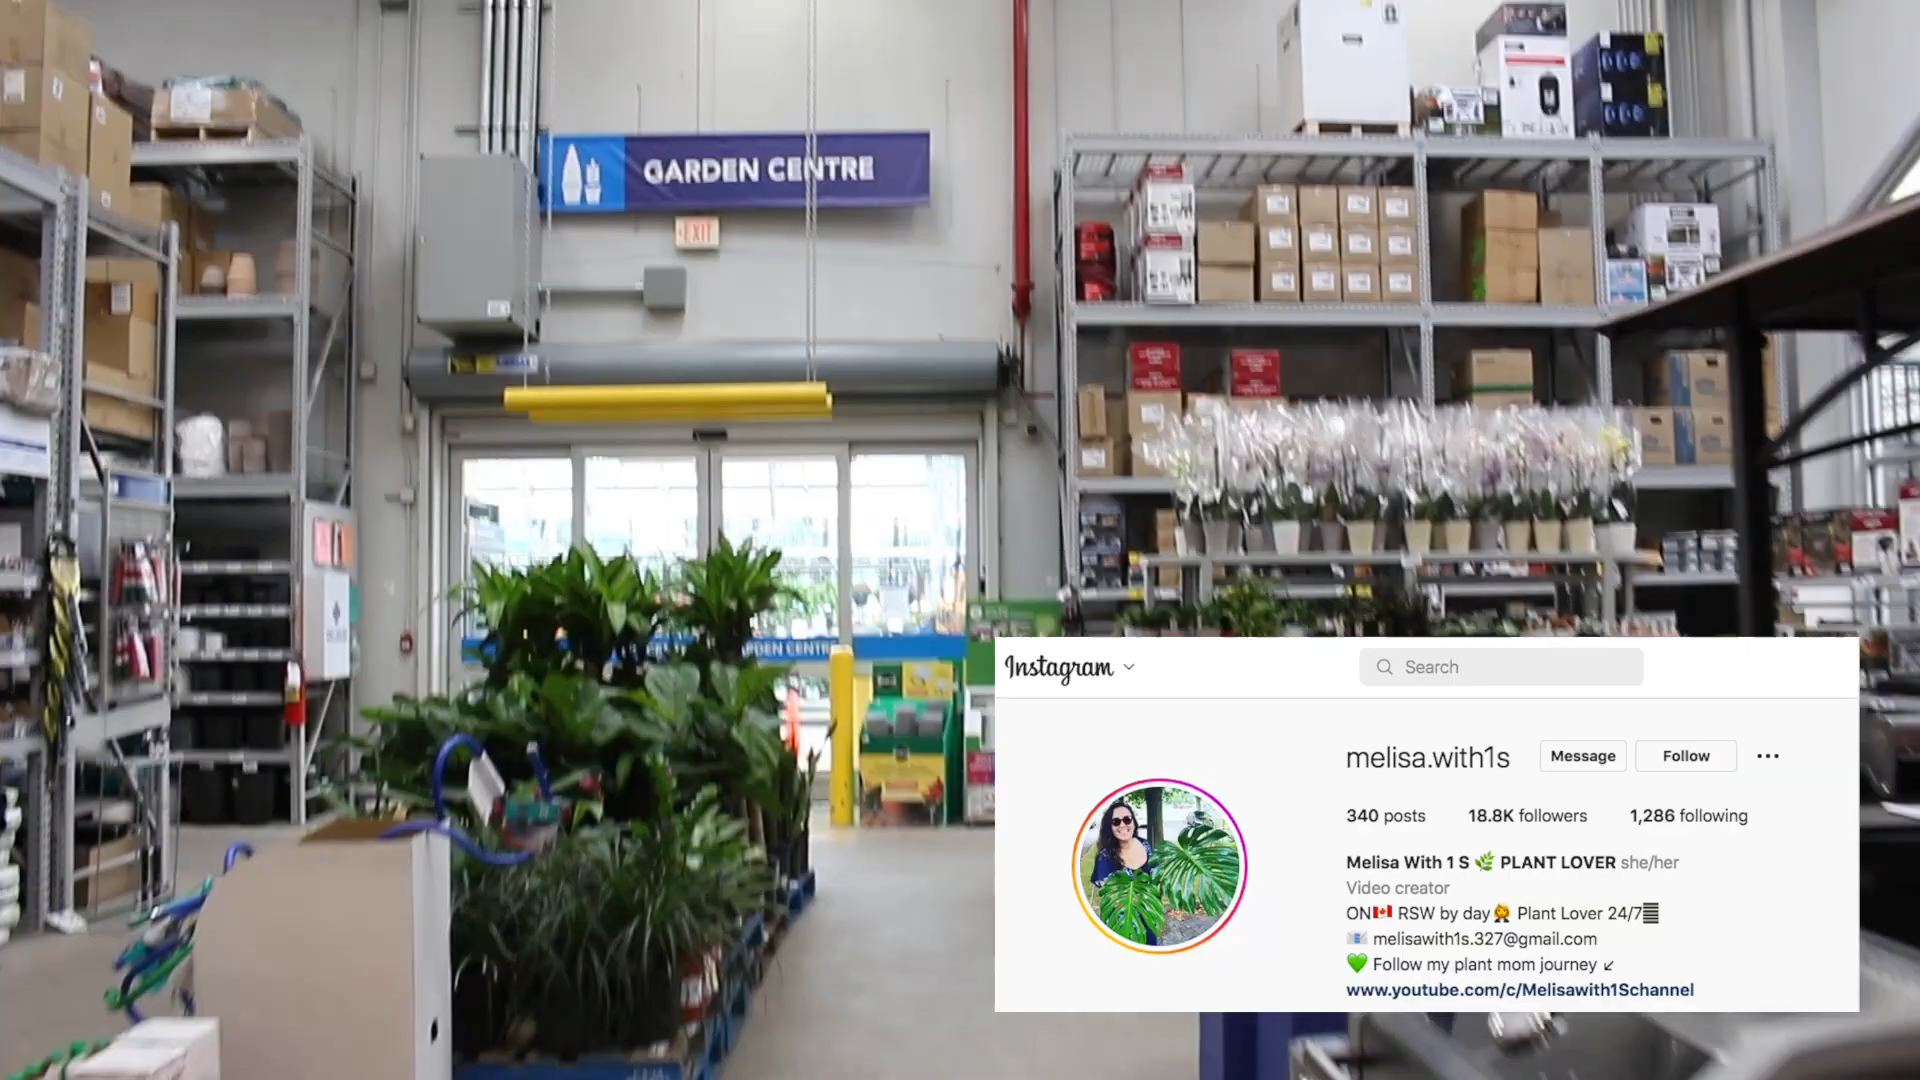 GARDEN CENTRE
EXIT
GARDEN CENTRE
Instagram
Search
melisa.with1s
Message
Follow
340 posts
18.8K followers
1,286 following
Melisa With 1 S 🌿 PLANT LOVER she/her
Video creator
ON🇨🇦 RSW by day Plant Lover 24/7
📧 melisawith1s.327@gmail.com
💚 Follow my plant mom journey ↙
www.youtube.com/c/Melisawith1Schannel